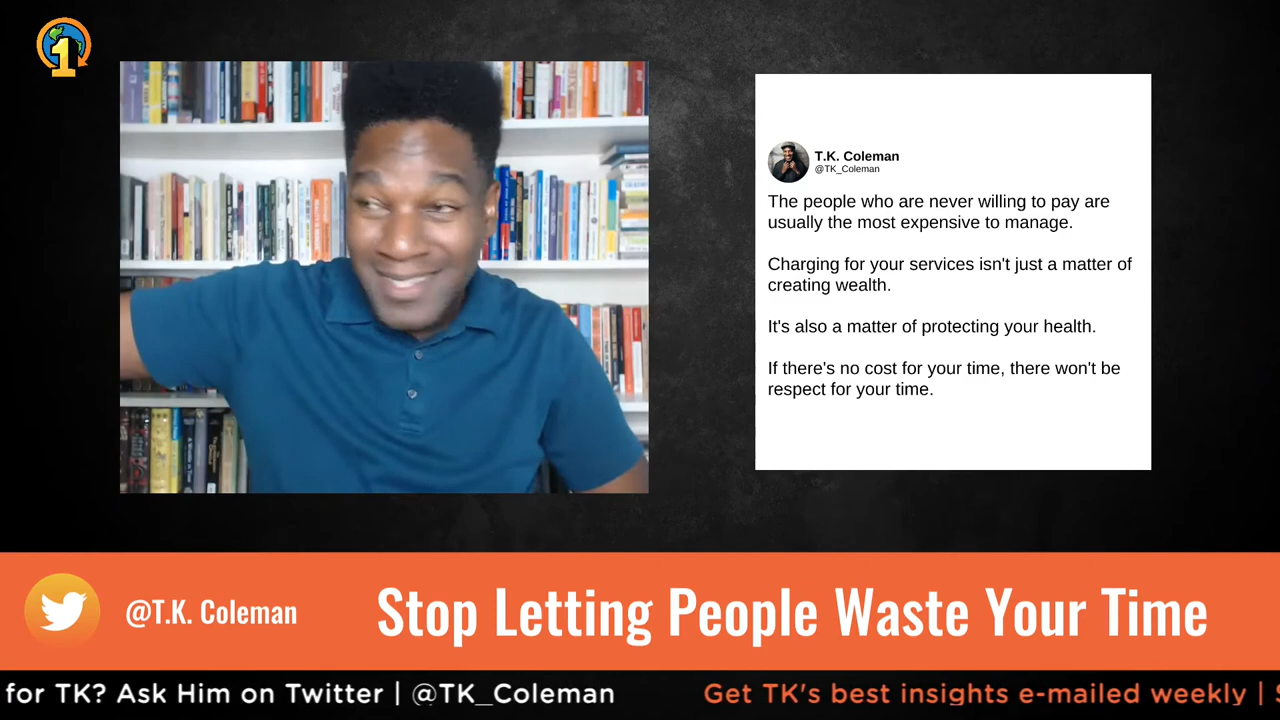 1
T.K. Coleman
@TK_Coleman
The people who are never willing to pay are
usually the most expensive to manage.
Charging for your services isn't just a matter of
creating wealth.
It's also a matter of protecting your health.
If there's no cost for your time, there won't be
respect for your time.
@T.K. Coleman
Stop Letting People Waste Your Time
for TK? Ask Him on Twitter | @TK_Coleman
Get TK's best insights e-mailed weekly |